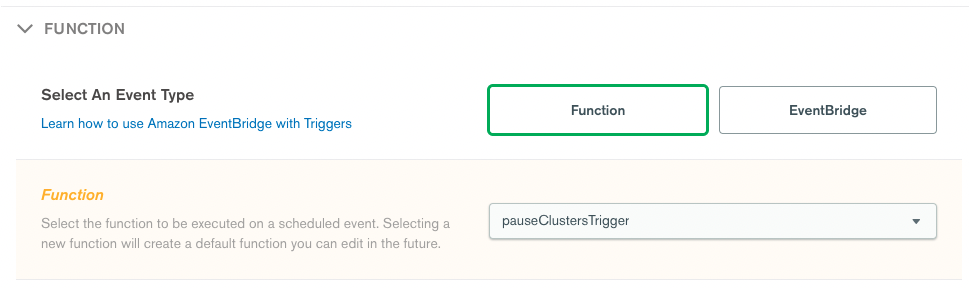 FUNCTION
Select An Event Type
Function
EventBridge
Learn how to use Amazon EventBridge with Triggers
Function
Select the function to be executed on a scheduled event. Selecting a
new function will create a default function you can edit in the future.
pauseClustersTrigger